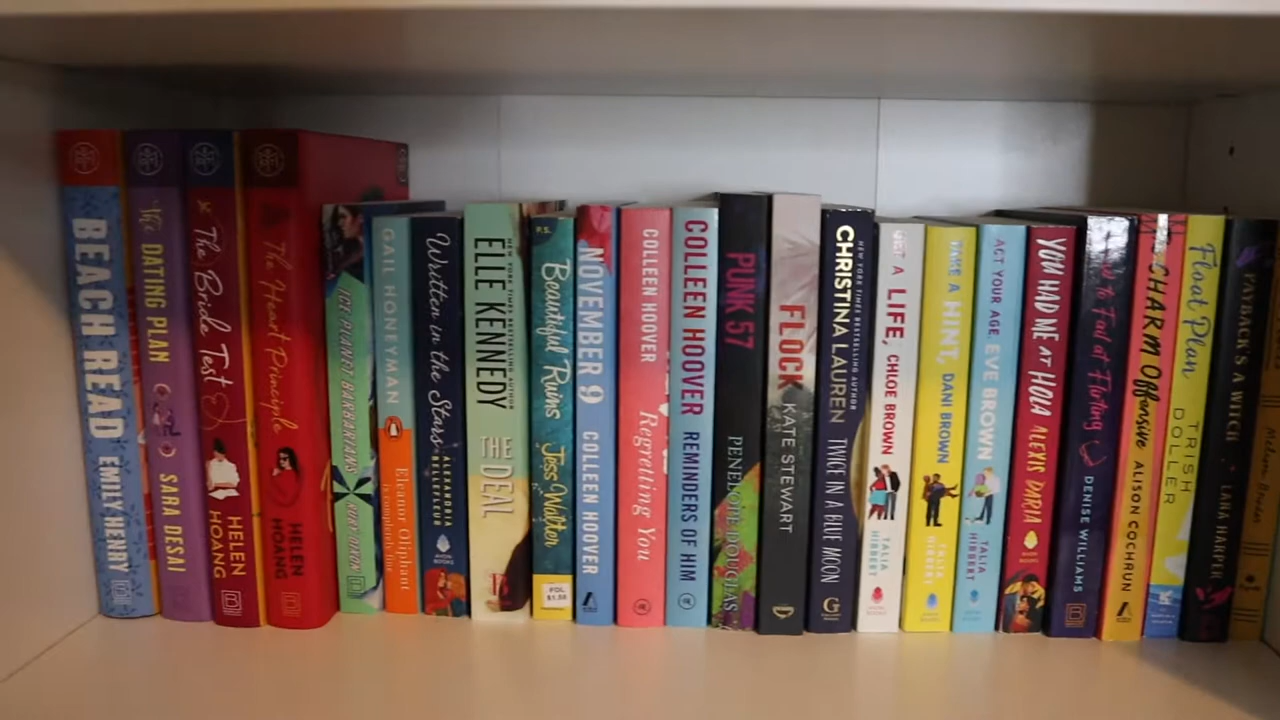 BEACH READ EMILY HENRY
The DATING PLAN SARA DESAI
The Bride Test HELEN HOANG
The Heart Principle HELEN HOANG
ICE PLANET BARBARIANS RUBY DIXON
GAIL HONEYMAN Eleanor Oliphant is completely fine
Written in the Stars ALEXANDRIA BELLEFLEUR AVON BOOKS
NEW YORK TIMES BESTSELLING AUTHOR
ELLE KENNEDY THE DEAL
P.S. Beautiful Ruins Jess Walter
FOL
$1.50
NOVEMBER 9 COLLEEN HOOVER
COLLEEN HOOVER Regretting You
COLLEEN HOOVER REMINDERS OF HIM
PUNK 57 PENELOPE DOUGLAS
FLOCK KATE STEWART
NEW YORK TIMES BESTSELLING AUTHOR
CHRISTINA LAUREN TWICE IN A BLUE MOON
GET A LIFE, CHLOE BROWN TALIA HIBBERT
TAKE A HINT, DANI BROWN TALIA HIBBERT
ACT YOUR AGE, EVE BROWN TALIA HIBBERT
YOU HAD ME AT HOLA ALEXIS DARIA
to Fail at Flirting DENISE WILLIAMS
The CHARM Offensive ALISON COCHRUN
Float Plan TRISH DOLLER
PAYBACK'S A WITCH LANA HARPER